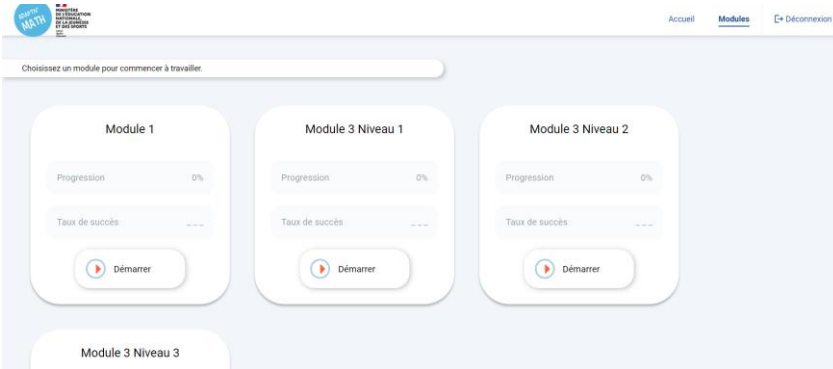 ADAPTIV'
MATH
MINISTÈRE
DE L'ÉDUCATION
NATIONALE,
DE LA JEUNESSE
ET DES SPORTS
Accueil
Modules
Déconnexion
Choisissez un module pour commencer à travailler.
Module 1
Progression 0%
Taux de succès _ _ _
Démarrer
Module 3 Niveau 1
Progression 0%
Taux de succès _ _ _
Démarrer
Module 3 Niveau 2
Progression 0%
Taux de succès _ _ _
Démarrer
Module 3 Niveau 3